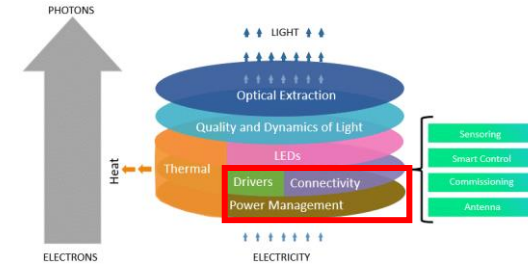 PHOTONS
LIGHT
Optical Extraction
Quality and Dynamics of Light
LEDs
Thermal
Heat
Drivers
Connectivity
Power Management
Sensoring
Smart Control
Commissioning
Antenna
ELECTRONS
ELECTRICITY